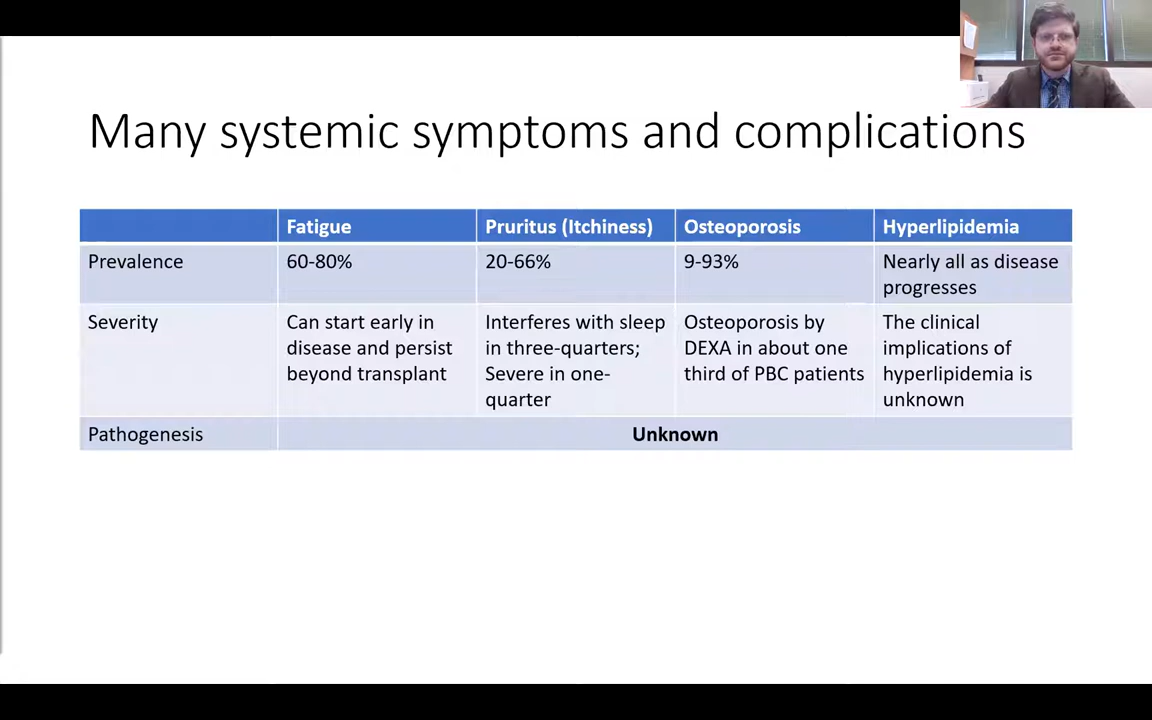 Many systemic symptoms and complications
Fatigue
Pruritus (Itchiness)
Osteoporosis
Hyperlipidemia
Prevalence
60-80%
20-66%
9-93%
Nearly all as disease
progresses
Severity
Can start early in
disease and persist
beyond transplant
Interferes with sleep
in three-quarters;
Severe in one-
quarter
Osteoporosis by
DEXA in about one
third of PBC patients
The clinical
implications of
hyperlipidemia is
unknown
Pathogenesis
Unknown